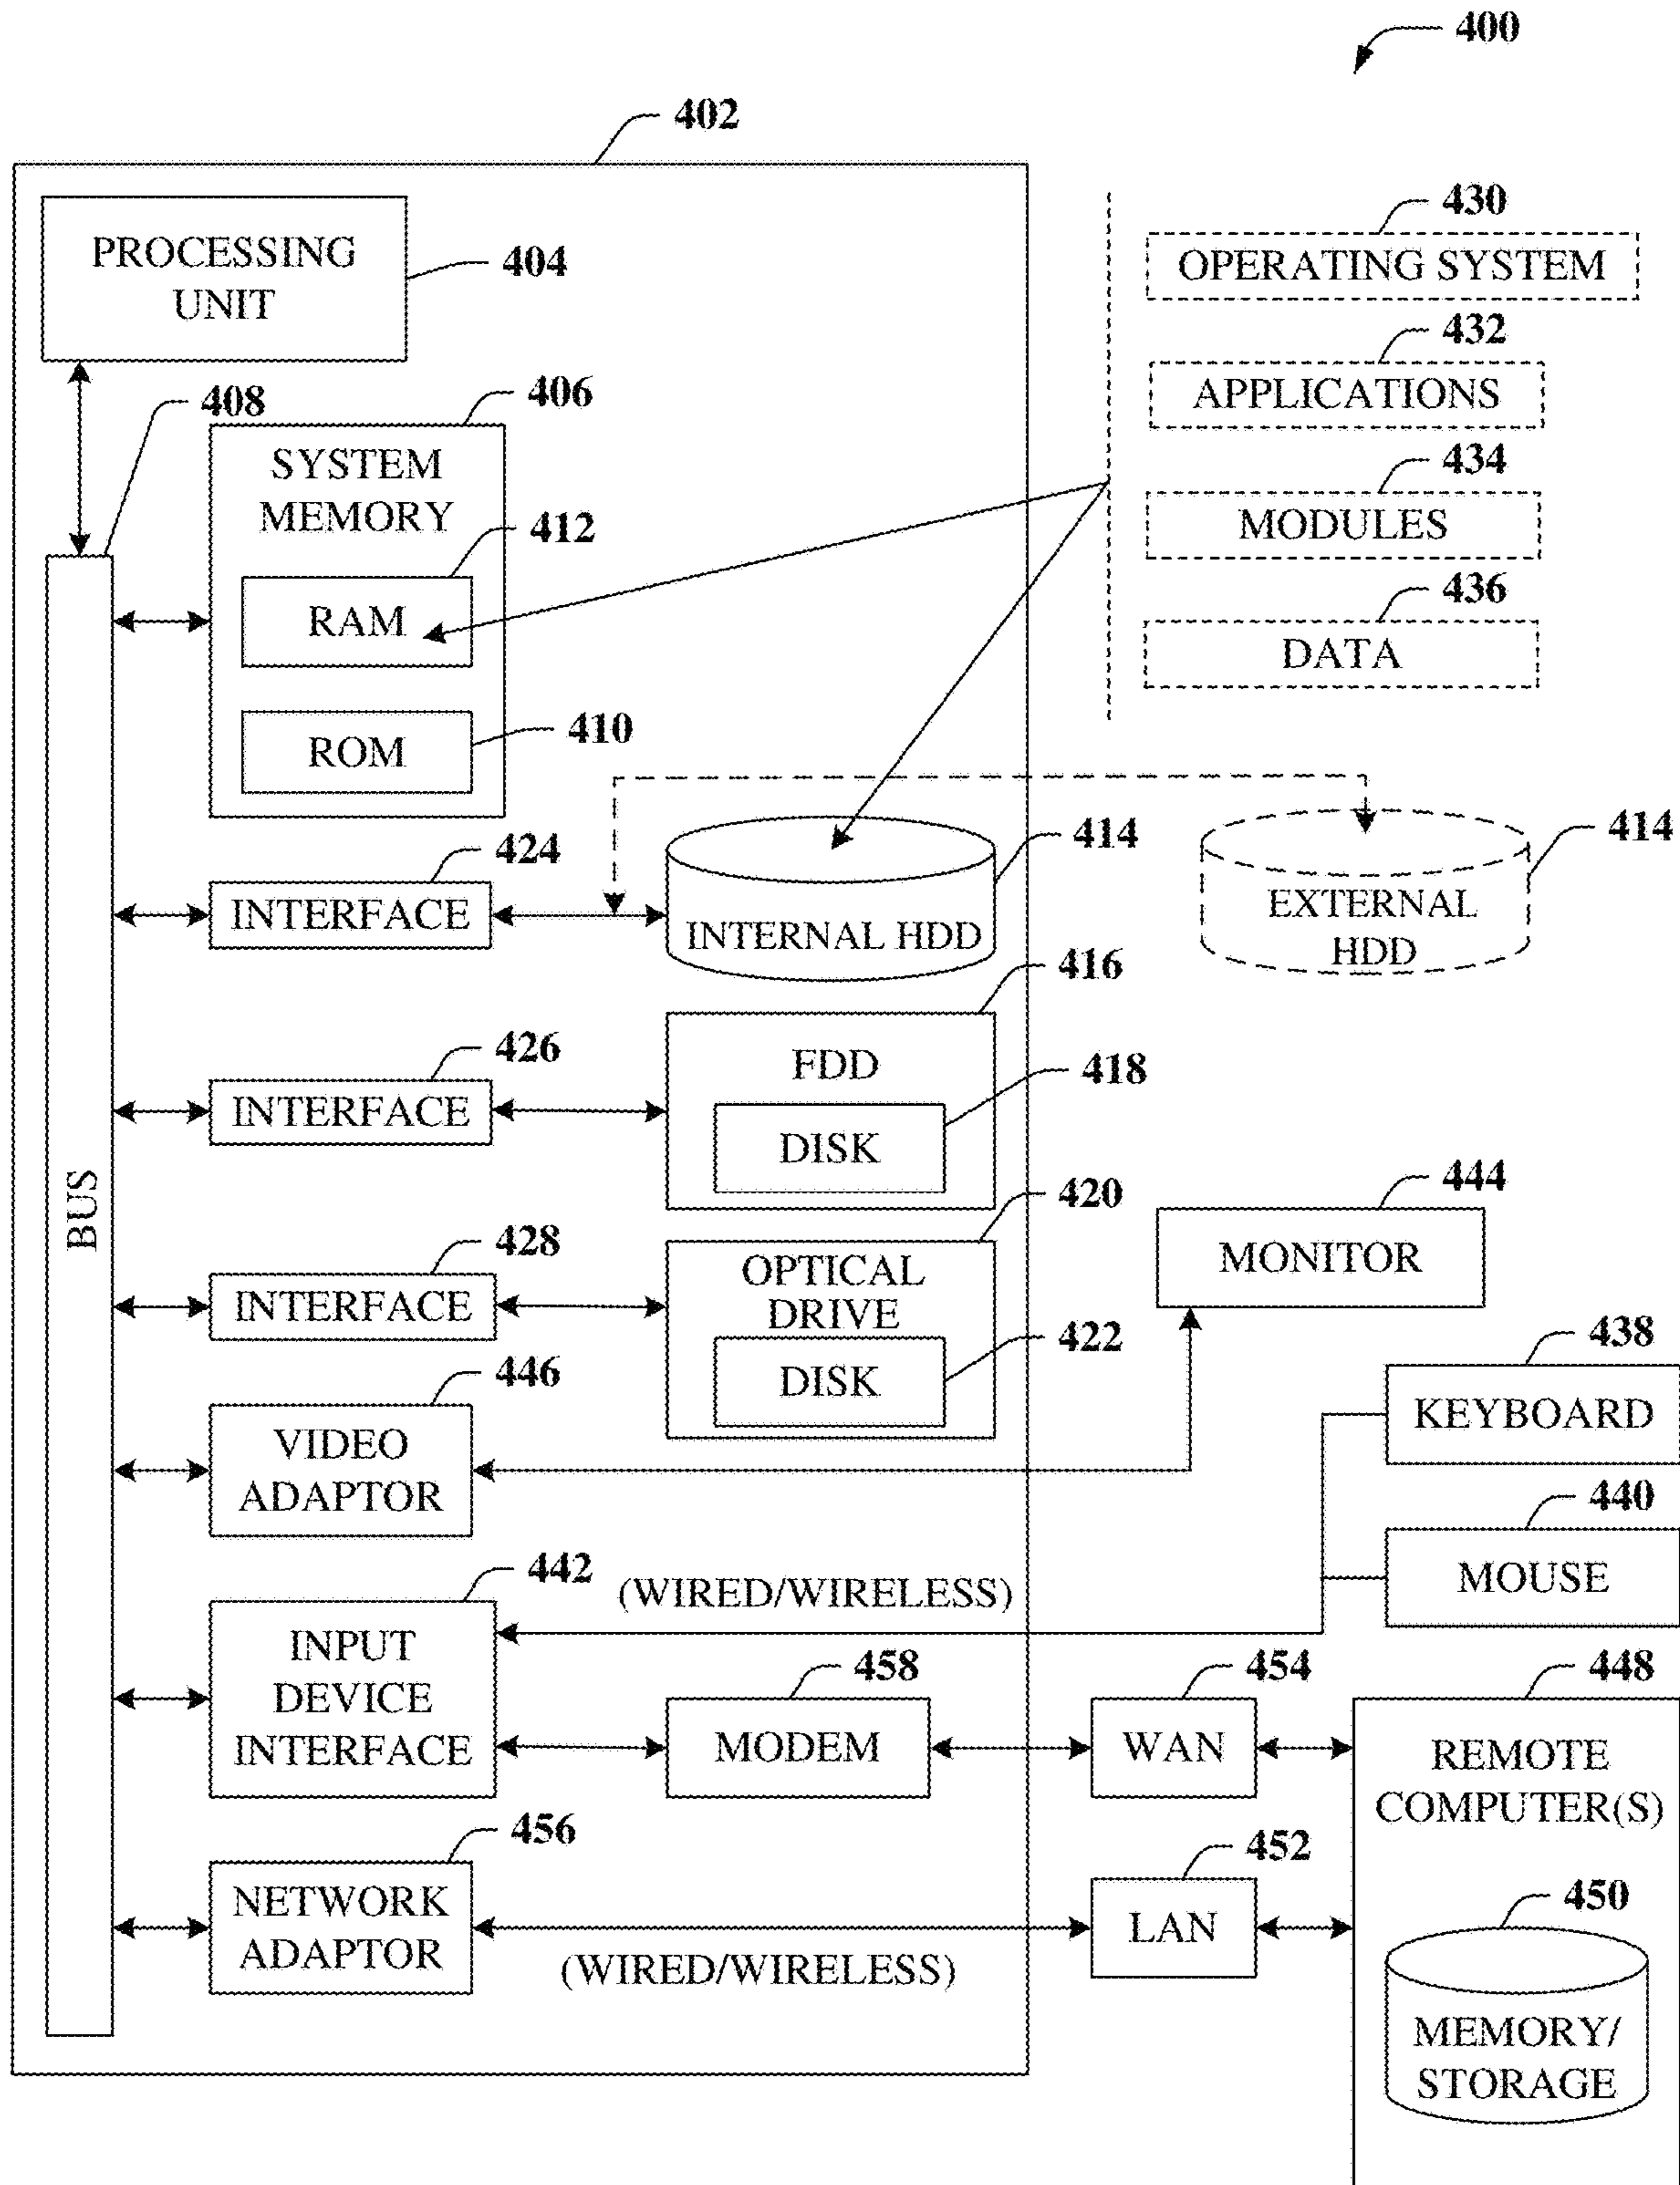 400
402
PROCESSING
UNIT
404
430
OPERATING SYSTEM
432
APPLICATIONS
434
MODULES
436
DATA
408
406
SYSTEM
MEMORY
412
RAM
410
ROM
424
INTERFACE
414
INTERNAL HDD
414
EXTERNAL
HDD
416
FDD
426
INTERFACE
418
DISK
BUS
420
OPTICAL
DRIVE
428
INTERFACE
422
DISK
444
MONITOR
446
VIDEO
ADAPTOR
438
KEYBOARD
440
MOUSE
442
(WIRED/WIRELESS)
INPUT
DEVICE
INTERFACE
458
MODEM
454
WAN
448
REMOTE
COMPUTER(S)
456
NETWORK
ADAPTOR
(WIRED/WIRELESS)
452
LAN
450
MEMORY/
STORAGE